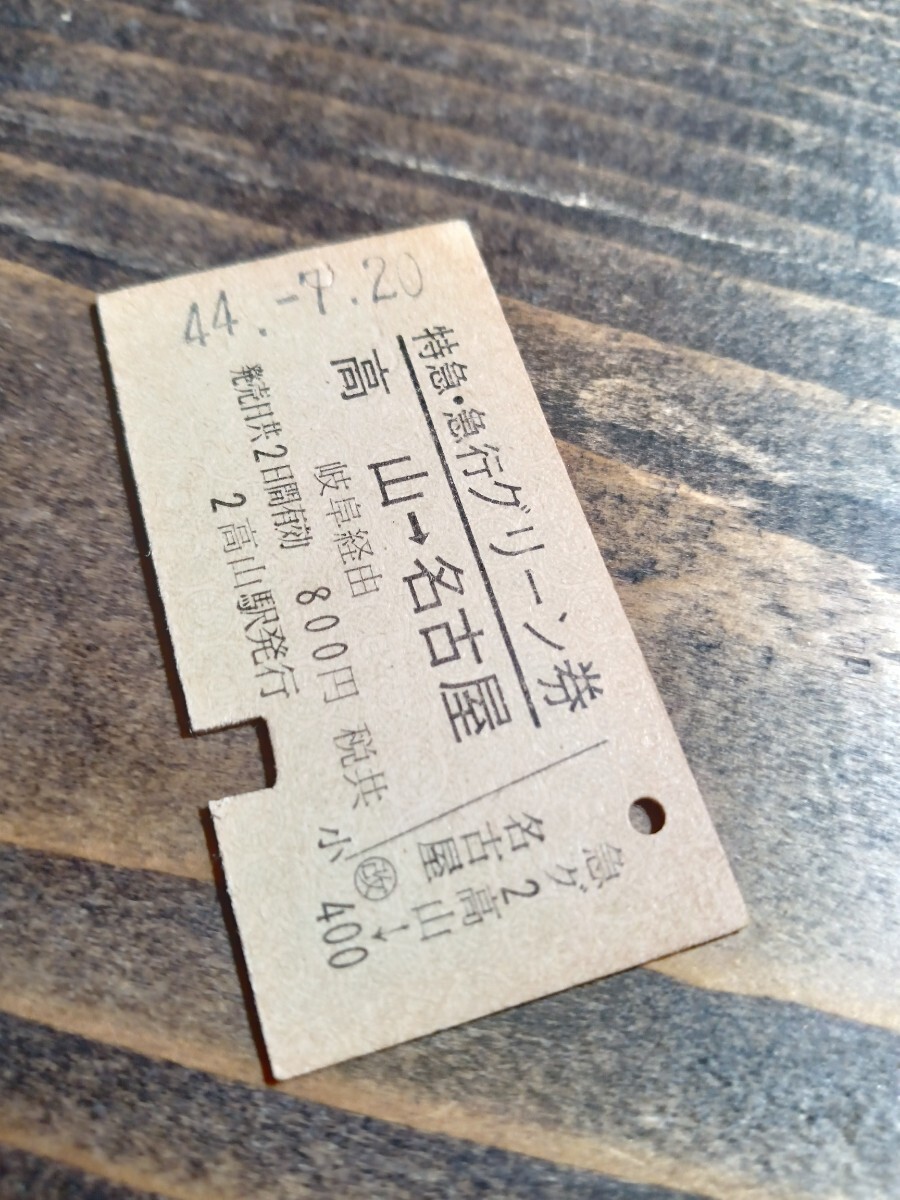 44.-7.20
特急・急行グリーン券
高山→名古屋
岐阜経由 800円 税共
発売日共2日間有効
2 高山駅発行
急グ2
高山→名古屋
小 改 400